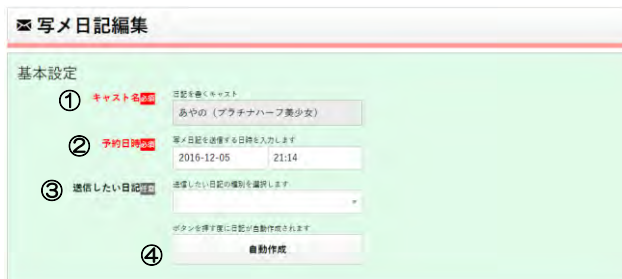 写メ日記編集
基本設定
① キャスト名必須
日記を書くキャスト
あやの（プラチナハーフ美少女）
② 予約日時必須
写メ日記を送信する日時を入力します
2016-12-05 21:14
③ 送信したい日記任意
送信したい日記の種別を選択します
ボタンを押す度に日記が自動作成されます
④ 自動作成